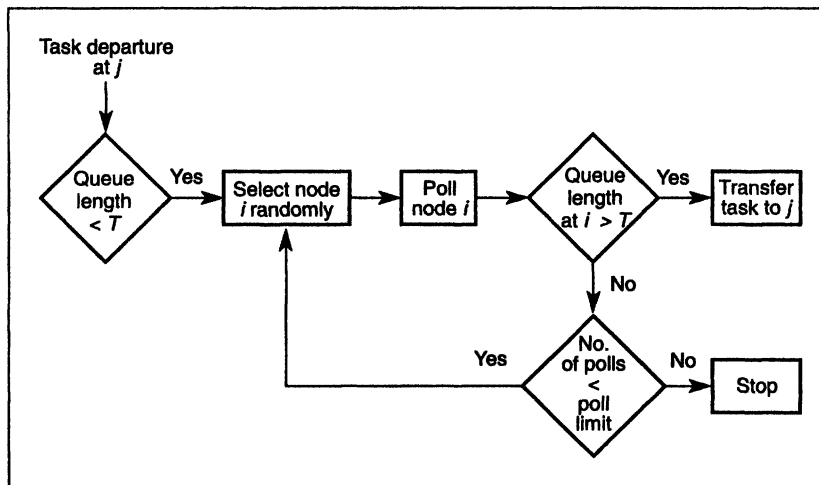 Task departure
at j
Queue
length
< T
Yes
Select node
i randomly
Poll
node i
Queue
length
at i > T
Yes
Transfer
task to j
No
No.
of polls
<
poll
limit
Yes
No
Stop